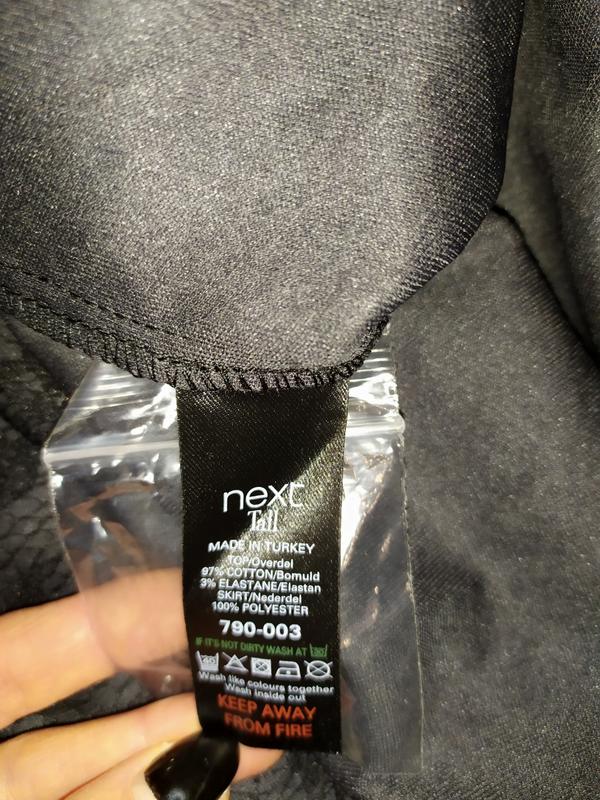 next
Tall
MADE IN TURKEY
TOP/Overdel
97% COTTON/Bomuld
3% ELASTANE/Elastan
SKIRT/Nederdel
100% POLYESTER
790-003
IF IT'S NOT DIRTY WASH AT 30
40
Wash like colours together
Wash inside out
KEEP AWAY
FROM FIRE